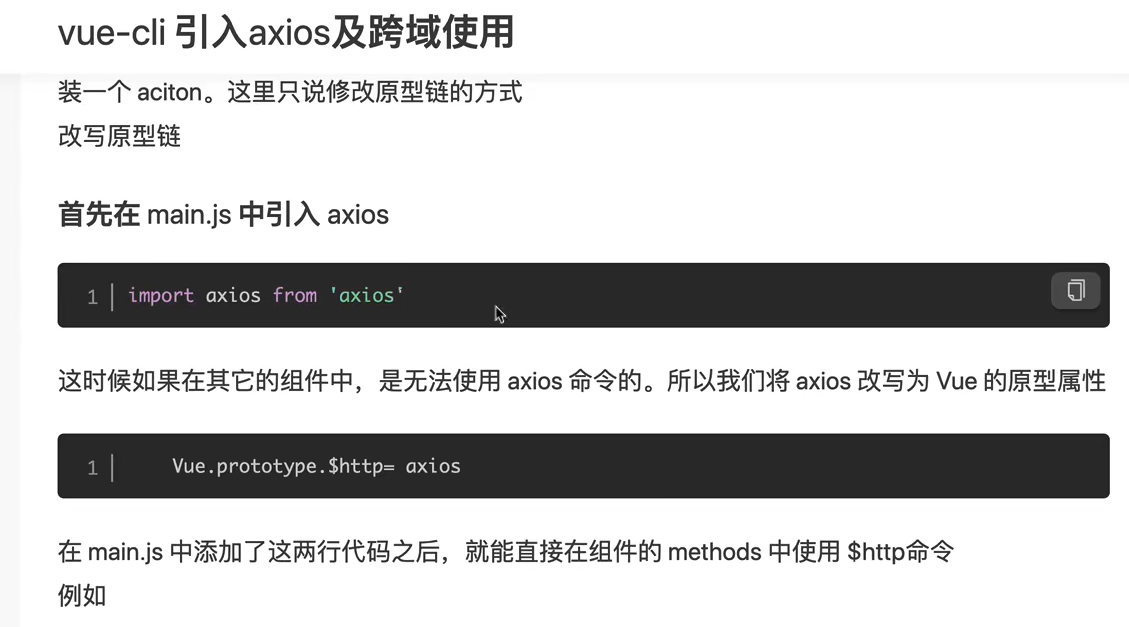 vue-cli 引入axios及跨域使用
装一个 aciton。这里只说修改原型链的方式
改写原型链
首先在 main.js 中引入 axios
1 import axios from 'axios'
这时候如果在其它的组件中，是无法使用 axios 命令的。所以我们将 axios 改写为 Vue 的原型属性
1 Vue.prototype.$http= axios
在 main.js 中添加了这两行代码之后，就能直接在组件的 methods 中使用 $http命令
例如